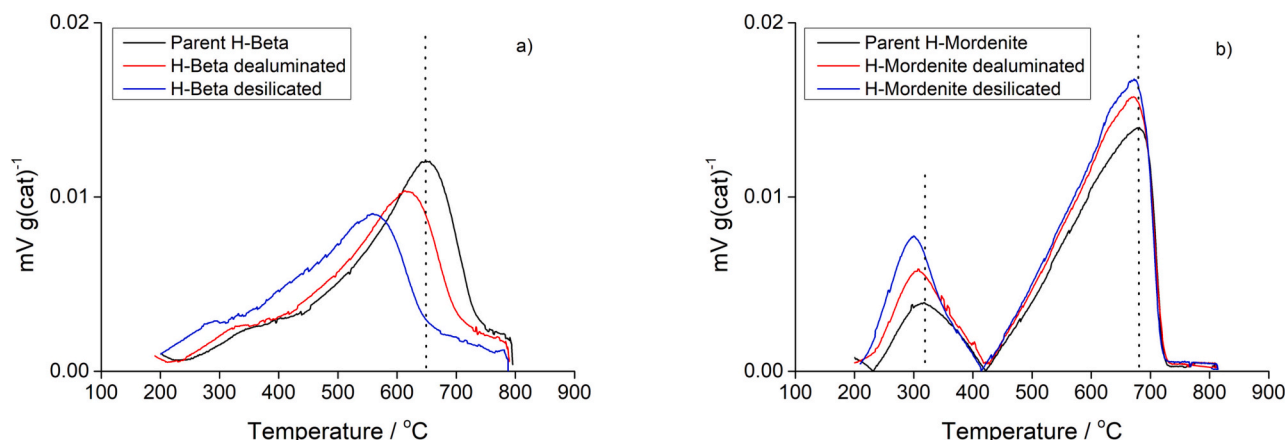 0.02
Parent H-Beta
H-Beta dealuminated
H-Beta desilicated
a)
mV g(cat)⁻¹
0.01
0.00
100 200 300 400 500 600 700 800 900
Temperature / °C
0.02
Parent H-Mordenite
H-Mordenite dealuminated
H-Mordenite desilicated
b)
mV g(cat)⁻¹
0.01
0.00
100 200 300 400 500 600 700 800 900
Temperature / °C